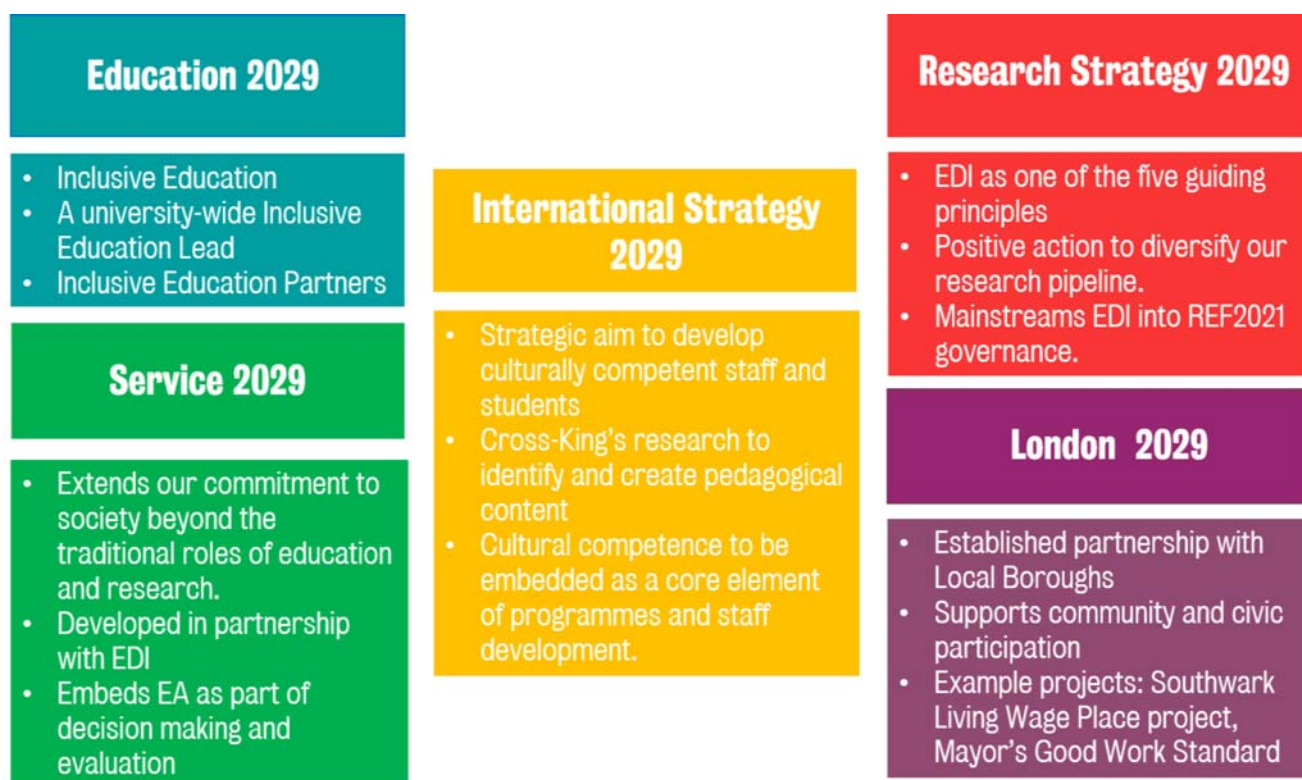 Education 2029
• Inclusive Education
• A university-wide Inclusive
Education Lead
• Inclusive Education Partners
Service 2029
• Extends our commitment to
society beyond the
traditional roles of education
and research.
• Developed in partnership
with EDI
• Embeds EA as part of
decision making and
evaluation
International Strategy
2029
• Strategic aim to develop
culturally competent staff and
students
• Cross-King's research to
identify and create pedagogical
content
• Cultural competence to be
embedded as a core element
of programmes and staff
development.
Research Strategy 2029
• EDI as one of the five guiding
principles
• Positive action to diversify our
research pipeline.
• Mainstreams EDI into REF2021
governance.
London 2029
• Established partnership with
Local Boroughs
• Supports community and civic
participation
• Example projects: Southwark
Living Wage Place project,
Mayor's Good Work Standard